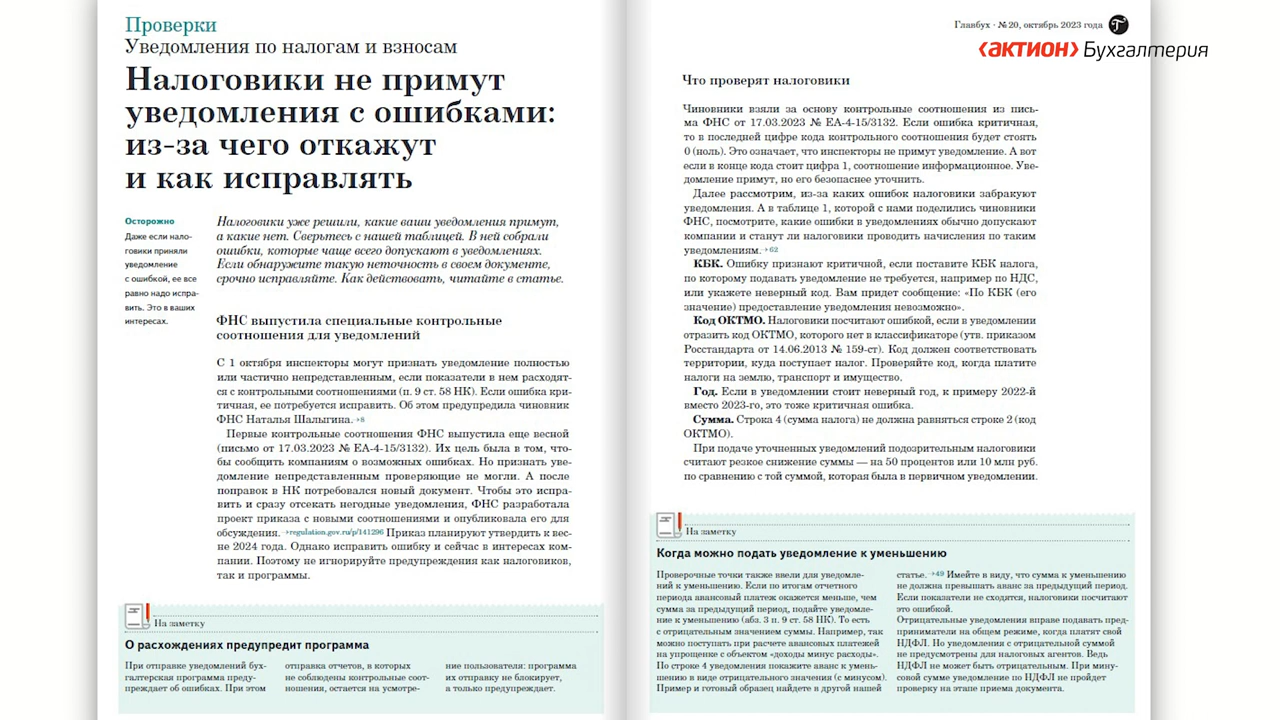 Проверки
Уведомления по налогам и взносам
Налоговики не примут
уведомления с ошибками:
из-за чего откажут
и как исправлять
Осторожно
Даже если нало-
говики приняли
уведомление
с ошибкой, ее все
равно надо испра-
вить. Это в ваших
интересах.
Налоговики уже решили, какие ваши уведомления примут,
а какие нет. Сверьтесь с нашей таблицей. В ней собрали
ошибки, которые чаще всего допускают в уведомлениях.
Если обнаружите такую неточность в своем документе,
срочно исправляйте. Как действовать, читайте в статье.
ФНС выпустила специальные контрольные
соотношения для уведомлений
С 1 октября инспекторы могут признать уведомление полностью
или частично непредставленным, если показатели в нем расходят-
ся с контрольными соотношениями (п. 9 ст. 58 НК). Если ошибка кри-
тичная, ее потребуется исправить. Об этом предупредила чиновник
ФНС Наталья Шалыгина. →8
Первые контрольные соотношения ФНС выпустила еще весной
(письмо от 17.03.2023 № ЕА-4-15/3132). Их цель была в том, что-
бы сообщить компаниям о возможных ошибках. Но признать уве-
домление непредставленным проверяющие не могли. А после
поправок в НК потребовался новый документ. Чтобы это испра-
вить и сразу отсекать негодные уведомления, ФНС разработала
проект приказа с новыми соотношениями и опубликовала его для
обсуждения. →regulation.gov.ru/p/141296 Приказ планируют утвердить к вес-
не 2024 года. Однако исправить ошибку и сейчас в интересах ком-
пании. Поэтому не игнорируйте предупреждения как налоговиков,
так и программы.
На заметку
О расхождениях предупредит программа
При отправке уведомлений бух-
галтерская программа преду-
преждает об ошибках. При этом
отправка отчетов, в которых
не соблюдены контрольные соот-
ношения, остается на усмотре-
ние пользователи: программа
их отправку не блокирует,
а только предупреждает.
Главбух · № 20, октябрь 2023 года
‹АКТИОН› Бухгалтерия
Что проверят налоговики
Чиновники взяли за основу контрольные соотношения из пись-
ма ФНС от 17.03.2023 № ЕА-4-15/3132. Если ошибка критичная,
то в последней цифре кода контрольного соотношения будет стоять
0 (ноль). Это означает, что инспекторы не примут уведомление. А вот
если в конце кода стоит цифра 1, соотношение информационное. Уве-
домление примут, но его безопаснее уточнить.
Далее рассмотрим, из-за каких ошибок налоговики забракуют
уведомления. А в таблице 1, которой с нами поделились чиновники
ФНС, посмотрите, какие ошибки в уведомлениях обычно допускают
компании и станут ли налоговики проводить начисления по таким
уведомлениям. →62
КБК. Ошибку признают критичной, если поставите КБК налога,
по которому подавать уведомление не требуется, например по НДС,
или укажете неверный код. Вам придет сообщение: «По КБК (его
значению) предоставление уведомления невозможно».
Код ОКТМО. Налоговики посчитают ошибкой, если в уведомлении
отразить код ОКТМО, которого нет в классификаторе (утв. приказом
Росстандарта от 14.06.2013 № 159-ст). Код должен соответствовать
территории, куда поступает налог. Проверяйте код, когда платите
налоги на землю, транспорт и имущество.
Год. Если в уведомлении стоит неверный год, к примеру 2022-й
вместо 2023-го, это тоже критичная ошибка.
Сумма. Строка 4 (сумма налога) не должна равняться строке 2 (код
ОКТМО).
При подаче уточненных уведомлений подозрительным налоговики
считают резкое снижение суммы — на 50 процентов или 10 млн руб.
по сравнению с той суммой, которая была в первичном уведомлении.
На заметку
Когда можно подать уведомление к уменьшению
Проверочные точки также ввели для уведомле-
ний к уменьшению. Если по итогам отчетного
периода авансовый платеж окажется меньше, чем
сумма за предыдущий период, подайте уведомле-
ние к уменьшению (абз. 3 п. 9 ст. 58 НК). То есть
с отрицательным значением суммы. Например, так
можно поступать при расчете авансовых платежей
на упрощенке с объектом «доходы минус расходы».
По строке 4 уведомления покажите аванс к умень-
шению в виде отрицательного значения (с минусом).
Пример и готовый образец найдете в другой нашей
статье. →49 Имейте в виду, что сумма к уменьшению
не должна превышать аванс за предыдущий период.
Если показатели не сходятся, налоговики посчитают
это ошибкой.
Отрицательные уведомления вправе подавать пред-
приниматели на общем режиме, когда платят свой
НДФЛ. Но уведомления с отрицательной суммой
не предусмотрены для налоговых агентов. Ведь
НДФЛ не может быть отрицательным. При мину-
совой сумме уведомление по НДФЛ не пройдет
проверку на этапе приема документа.